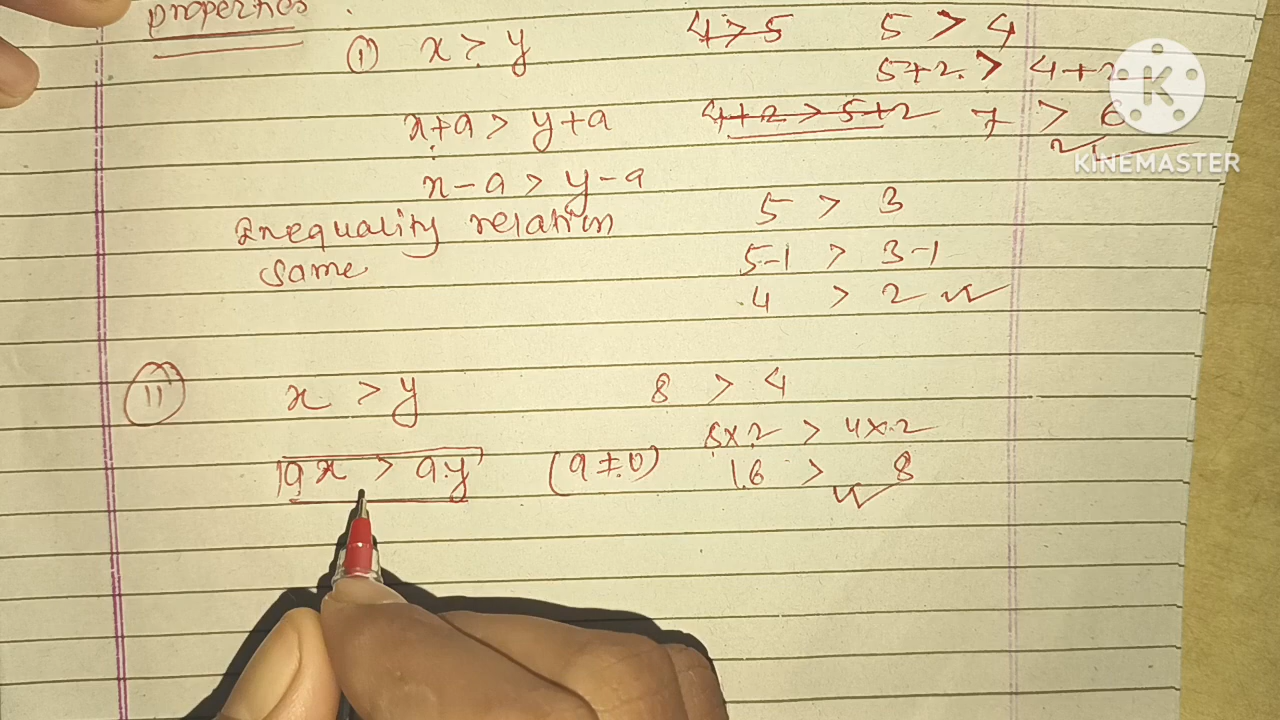 properties.
(i) x > y 4 > 5 5 > 4
5+2 > 4+2
x+a > y+a 4+2 > 5+2 7 > 6
KINEMASTER
x-a > y-a
Inequality relation 5 > 3
same 5-1 > 3-1
4 > 2
(ii) x > y 8 > 4
8×2 > 4×2
ax > a.y (a ≠ 0) 16 > 8